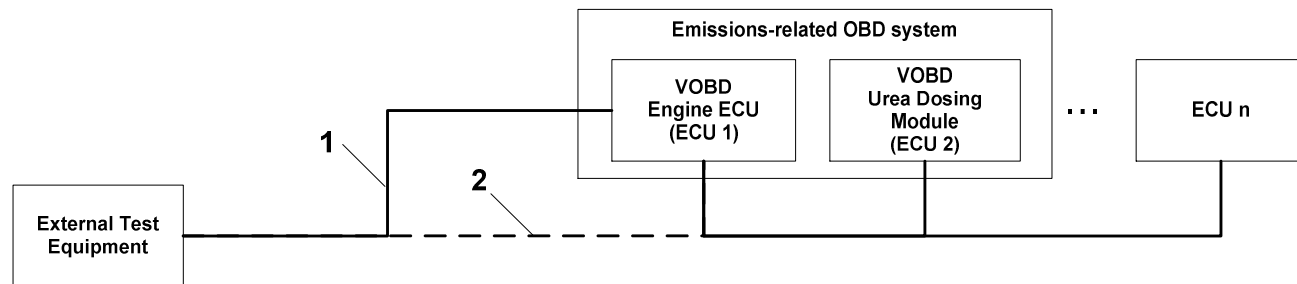 Emissions-related OBD system
VOBD
Engine ECU
(ECU 1)
VOBD
Urea Dosing
Module
(ECU 2)
...
ECU n
1
2
External Test
Equipment